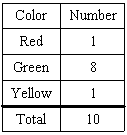 Color Number
Red 1
Green 8
Yellow 1
Total 10